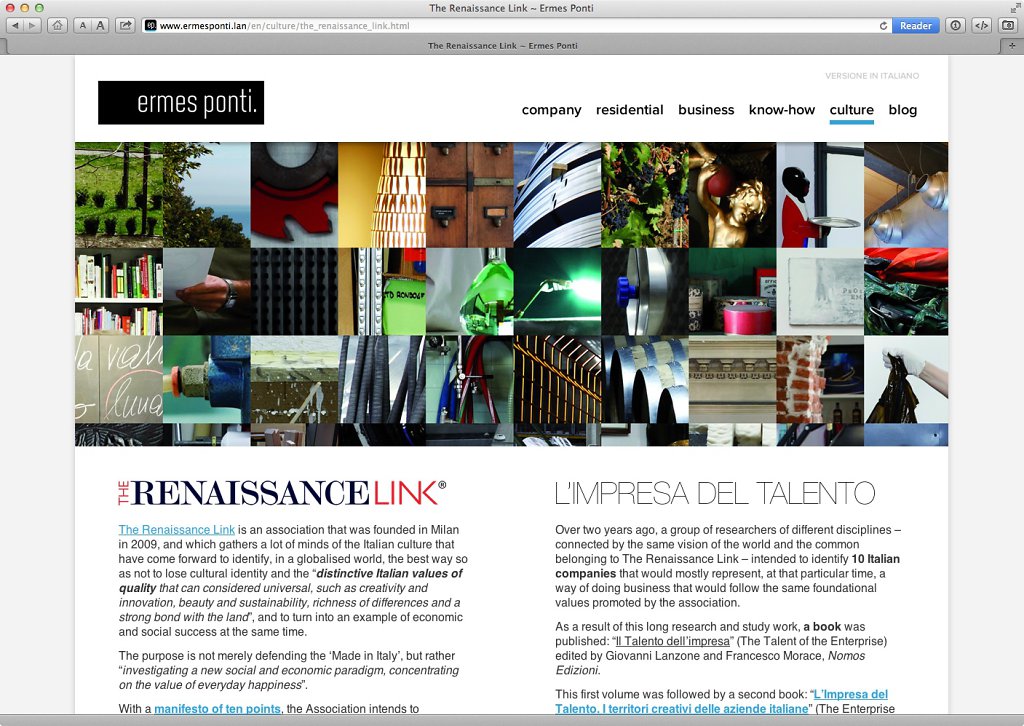 The Renaissance Link ~ Ermes Ponti
A A
ep
www.ermesponti.lan/en/culture/the_renaissance_link.html
Reader
The Renaissance Link ~ Ermes Ponti
VERSIONE IN ITALIANO
ermes ponti.
company residential business know-how culture blog
THE RENAISSANCE LINK®
The Renaissance Link is an association that was founded in Milan
in 2009, and which gathers a lot of minds of the Italian culture that
have come forward to identify, in a globalised world, the best way so
as not to lose cultural identity and the “distinctive Italian values of
quality that can considered universal, such as creativity and
innovation, beauty and sustainability, richness of differences and a
strong bond with the land”, and to turn into an example of economic
and social success at the same time.
The purpose is not merely defending the ‘Made in Italy’, but rather
“investigating a new social and economic paradigm, concentrating
on the value of everyday happiness”.
With a manifesto of ten points, the Association intends to
L’IMPRESA DEL TALENTO
Over two years ago, a group of researchers of different disciplines –
connected by the same vision of the world and the common
belonging to The Renaissance Link – intended to identify 10 Italian
companies that would mostly represent, at that particular time, a
way of doing business that would follow the same foundational
values promoted by the association.
As a result of this long research and study work, a book was
published: “Il Talento dell’impresa” (The Talent of the Enterprise)
edited by Giovanni Lanzone and Francesco Morace, Nomos
Edizioni.
This first volume was followed by a second book: “L’Impresa del
Talento. I territori creativi delle aziende italiane” (The Enterprise